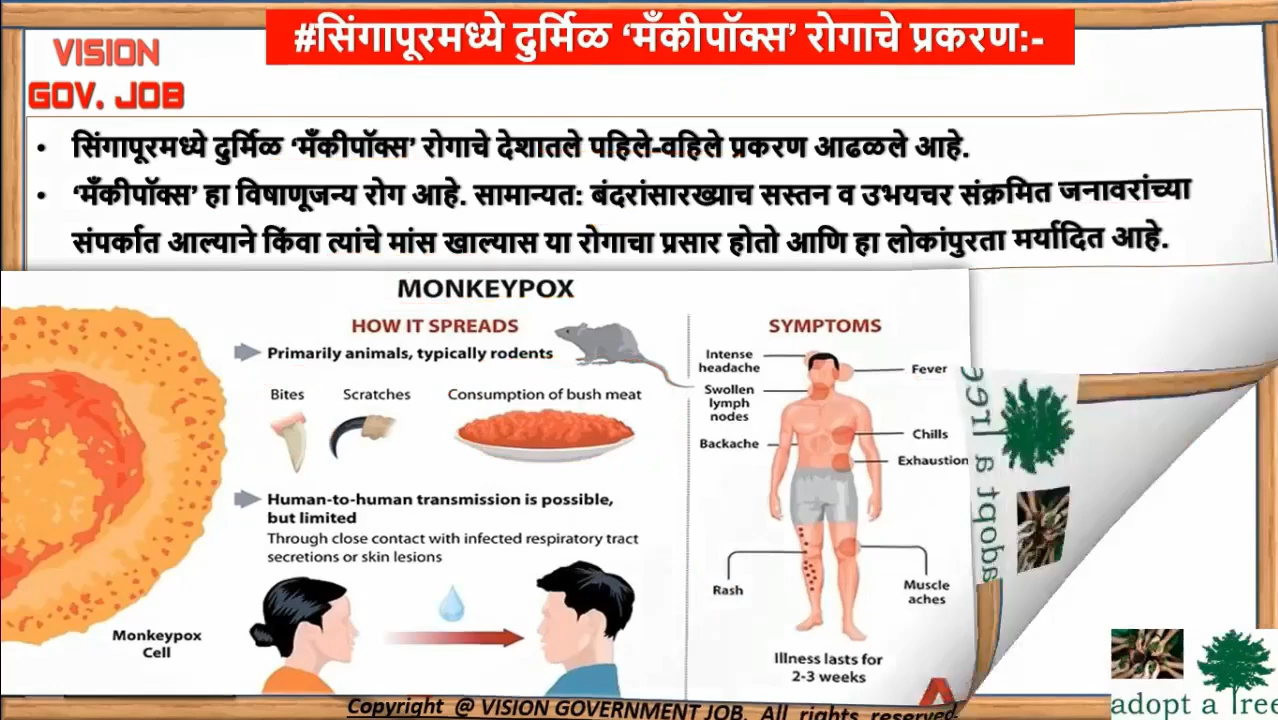 #सिंगापूरमध्ये दुर्मिळ ‘मँकीपॉक्स’ रोगाचे प्रकरण:-
VISION
GOV. JOB
• सिंगापूरमध्ये दुर्मिळ ‘मँकीपॉक्स’ रोगाचे देशातले पहिले-वहिले प्रकरण आढळले आहे.
• ‘मँकीपॉक्स’ हा विषाणूजन्य रोग आहे. सामान्यत: बंदरांसारख्याच सस्तन व उभयचर संक्रमित जनावरांच्या
संपर्कात आल्याने किंवा त्यांचे मांस खाल्यास या रोगाचा प्रसार होतो आणि हा लोकांपुरता मर्यादित आहे.
MONKEYPOX
HOW IT SPREADS
Primarily animals, typically rodents
Bites
Scratches
Consumption of bush meat
Human-to-human transmission is possible,
but limited
Through close contact with infected respiratory tract
secretions or skin lesions
Monkeypox
Cell
SYMPTOMS
Intense
headache
Fever
Swollen
lymph
nodes
Chills
Backache
Exhaustion
Rash
Muscle
aches
Illness lasts for
2-3 weeks
adopt a Tree
Copyright @ VISION GOVERNMENT JOB. All rights reserved.